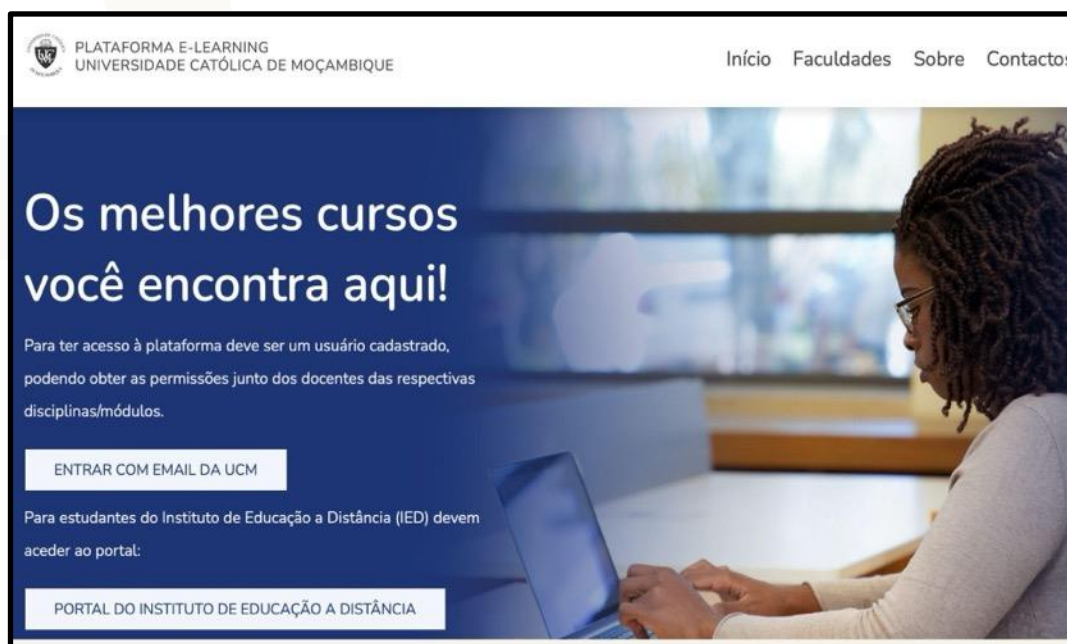 PLATAFORMA E-LEARNING
UNIVERSIDADE CATÓLICA DE MOÇAMBIQUE
Início Faculdades Sobre Contactos
Os melhores cursos
você encontra aqui!
Para ter acesso à plataforma deve ser um usuário cadastrado,
podendo obter as permissões junto dos docentes das respectivas
disciplinas/módulos.
ENTRAR COM EMAIL DA UCM
Para estudantes do Instituto de Educação a Distância (IED) devem
aceder ao portal:
PORTAL DO INSTITUTO DE EDUCAÇÃO A DISTÂNCIA